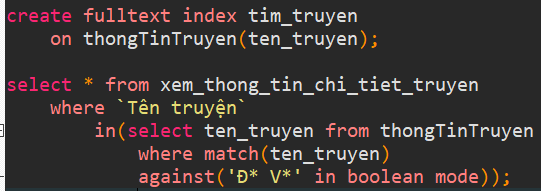 create fulltext index tim_truyen
on thongTinTruyen(ten_truyen);
select * from xem_thong_tin_chi_tiet_truyen
where `Tên truyện`
in(select ten_truyen from thongTinTruyen
where match(ten_truyen)
against('Đ* V*' in boolean mode));